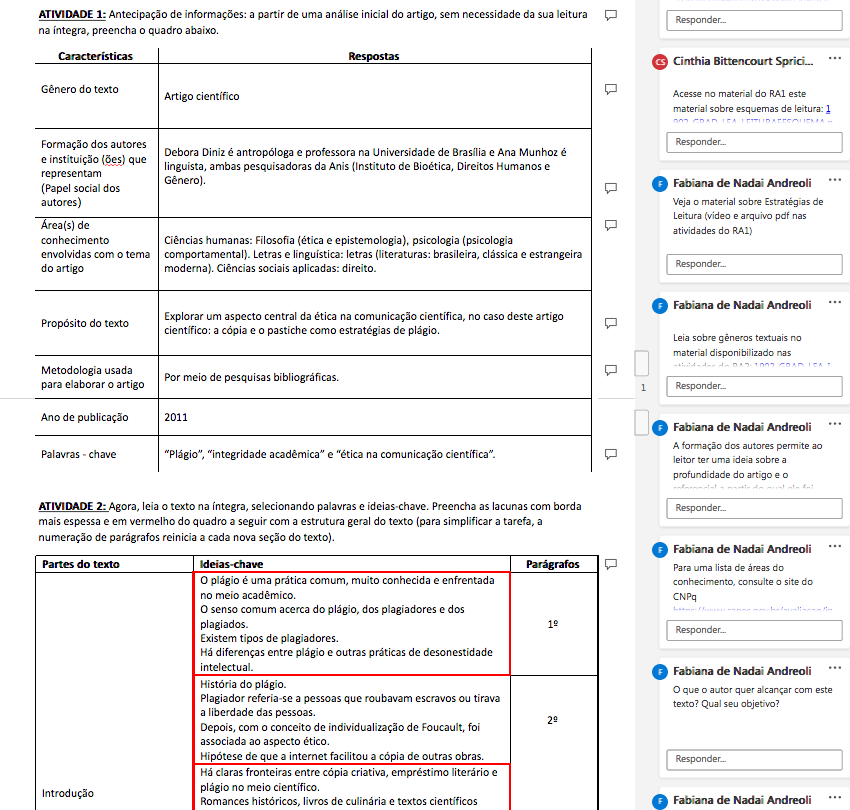 ATIVIDADE 1: Antecipação de informações: a partir de uma análise inicial do artigo, sem necessidade da sua leitura
na íntegra, preencha o quadro abaixo.
Características
Respostas
Gênero do texto
Artigo científico
Formação dos autores
e instituição (ões) que
representam
(Papel social dos
autores)
Debora Diniz é antropóloga e professora na Universidade de Brasília e Ana Munhoz é
linguista, ambas pesquisadoras da Anis (Instituto de Bioética, Direitos Humanos e
Gênero).
Área(s) de
conhecimento
envolvidas com o tema
do artigo
Ciências humanas: Filosofia (ética e epistemologia), psicologia (psicologia
comportamental). Letras e linguística: letras (literaturas: brasileira, clássica e estrangeira
moderna). Ciências sociais aplicadas: direito.
Propósito do texto
Explorar um aspecto central da ética na comunicação científica, no caso deste artigo
científico: a cópia e o pastiche como estratégias de plágio.
Metodologia usada
para elaborar o artigo
Por meio de pesquisas bibliográficas.
Ano de publicação
2011
Palavras - chave
“Plágio”, “integridade acadêmica” e “ética na comunicação científica”.
ATIVIDADE 2: Agora, leia o texto na íntegra, selecionando palavras e ideias-chave. Preencha as lacunas com borda
mais espessa e em vermelho do quadro a seguir com a estrutura geral do texto (para simplificar a tarefa, a
numeração de parágrafos reinicia a cada nova seção do texto).
Partes do texto
Ideias-chave
Parágrafos
O plágio é uma prática comum, muito conhecida e enfrentada
no meio acadêmico.
O senso comum acerca do plágio, dos plagiadores e dos
plagiados.
Existem tipos de plagiadores.
Há diferenças entre plágio e outras práticas de desonestidade
intelectual.
1º
História do plágio.
Plagiador referia-se a pessoas que roubavam escravos ou tirava
a liberdade das pessoas.
Depois, com o conceito de individualização de Foucault, foi
associada ao aspecto ético.
Hipótese de que a internet facilitou a cópia de outras obras.
2º
Introdução
Há claras fronteiras entre cópia criativa, empréstimo literário e
plágio no meio científico.
Romances históricos, livros de culinária e textos científicos
1
Responder...
CS
Cinthia Bittencourt Sprici...
Acesse no material do RA1 este
material sobre esquemas de leitura: 1
Responder...
F
Fabiana de Nadai Andreoli
Veja o material sobre Estratégias de
Leitura (vídeo e arquivo pdf nas
atividades do RA1)
Responder...
F
Fabiana de Nadai Andreoli
Leia sobre gêneros textuais no
material disponibilizado nas
Responder...
F
Fabiana de Nadai Andreoli
A formação dos autores permite ao
leitor ter uma ideia sobre a
profundidade do artigo e o
Responder...
F
Fabiana de Nadai Andreoli
Para uma lista de áreas do
conhecimento, consulte o site do
CNPq
Responder...
F
Fabiana de Nadai Andreoli
O que o autor quer alcançar com este
texto? Qual seu objetivo?
Responder...
F
Fabiana de Nadai Andreoli